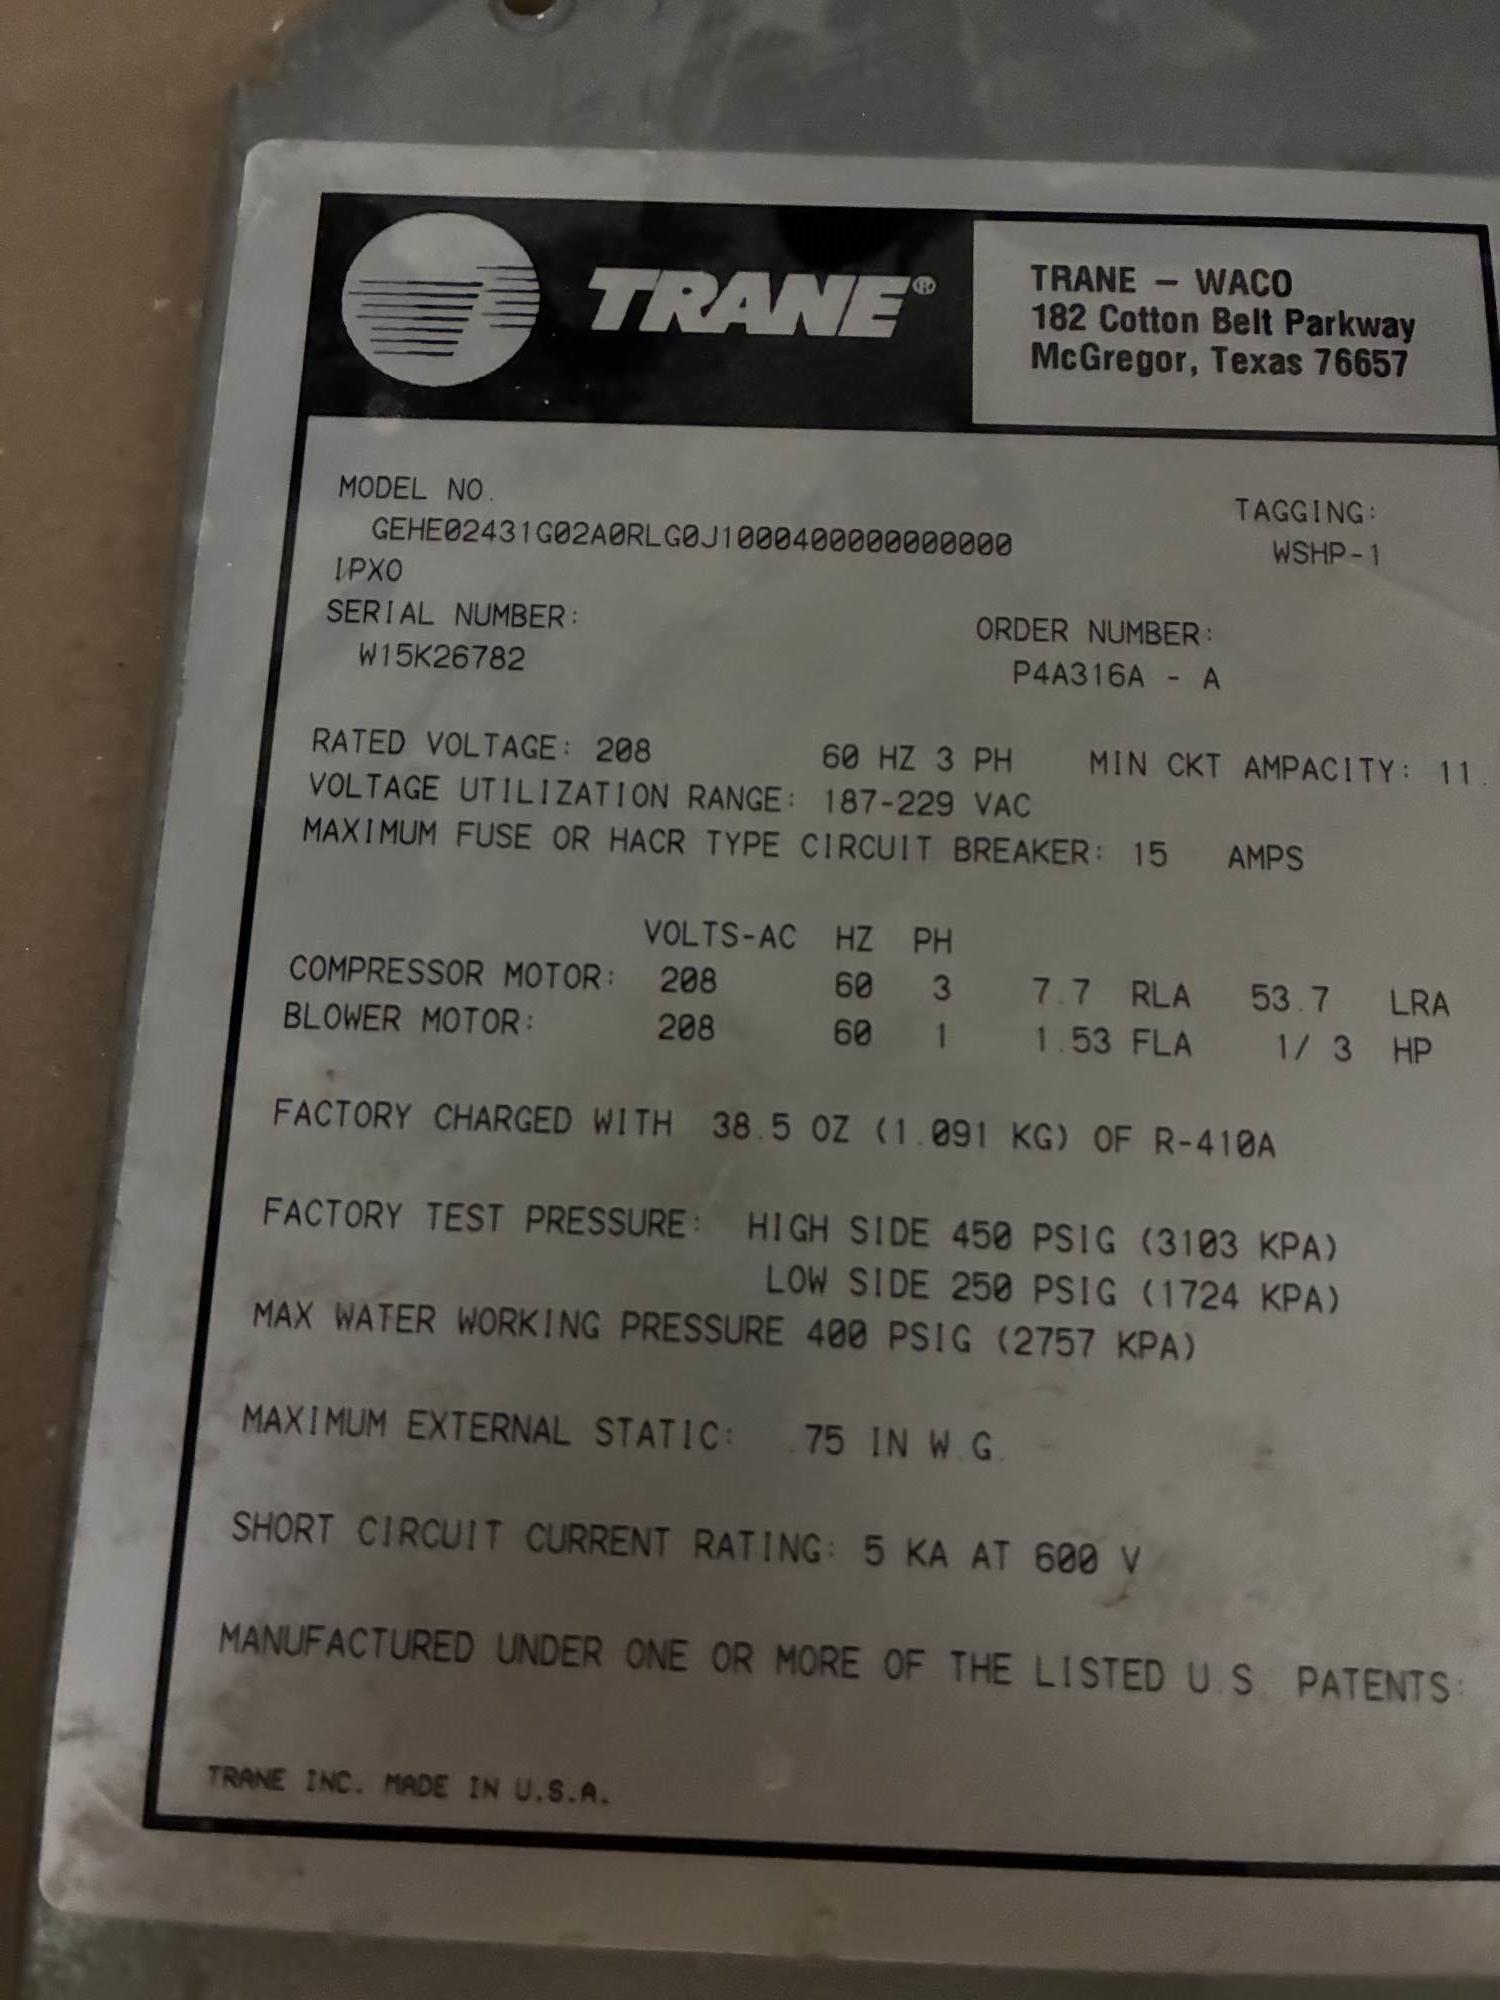 TRANE®
TRANE – WACO
182 Cotton Belt Parkway
McGregor, Texas 76657
MODEL NO. TAGGING:
GEHE02431G02A0RLG0J1000400000000000 WSHP-1
IPX0
SERIAL NUMBER: ORDER NUMBER:
W15K26782 P4A316A - A
RATED VOLTAGE: 208 60 HZ 3 PH MIN CKT AMPACITY: 11.
VOLTAGE UTILIZATION RANGE: 187-229 VAC
MAXIMUM FUSE OR HACR TYPE CIRCUIT BREAKER: 15 AMPS
VOLTS-AC HZ PH
COMPRESSOR MOTOR: 208 60 3 7.7 RLA 53.7 LRA
BLOWER MOTOR: 208 60 1 1.53 FLA 1/ 3 HP
FACTORY CHARGED WITH 38.5 OZ (1.091 KG) OF R-410A
FACTORY TEST PRESSURE: HIGH SIDE 450 PSIG (3103 KPA)
LOW SIDE 250 PSIG (1724 KPA)
MAX WATER WORKING PRESSURE 400 PSIG (2757 KPA)
MAXIMUM EXTERNAL STATIC: .75 IN W.G.
SHORT CIRCUIT CURRENT RATING: 5 KA AT 600 V
MANUFACTURED UNDER ONE OR MORE OF THE LISTED U.S. PATENTS:
TRANE INC. MADE IN U.S.A.